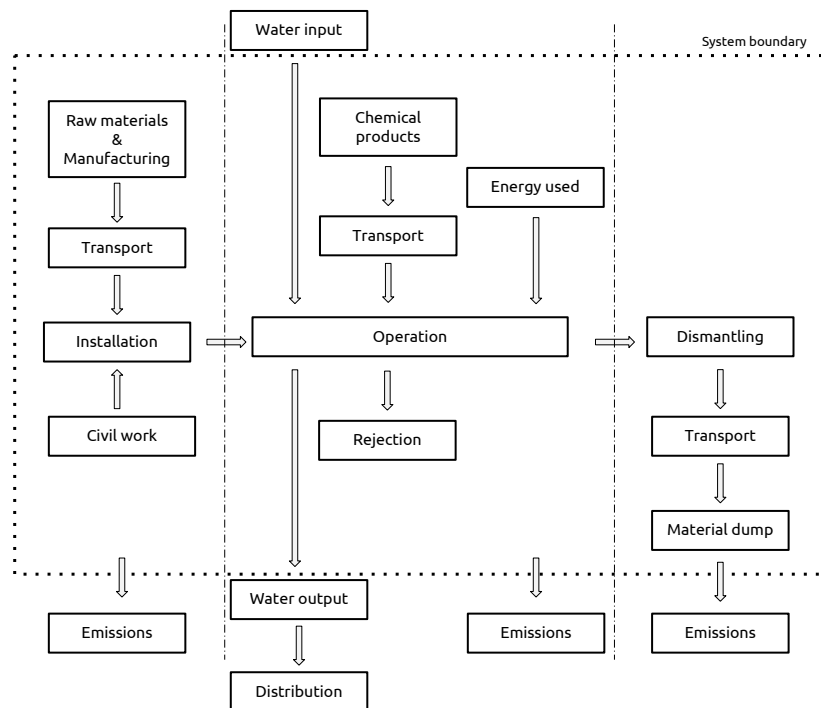 Water input
System boundary
Raw materials
&
Manufacturing
Chemical
products
Energy used
Transport
Transport
Installation
Operation
Dismantling
Civil work
Rejection
Transport
Material dump
Water output
Emissions
Emissions
Emissions
Distribution